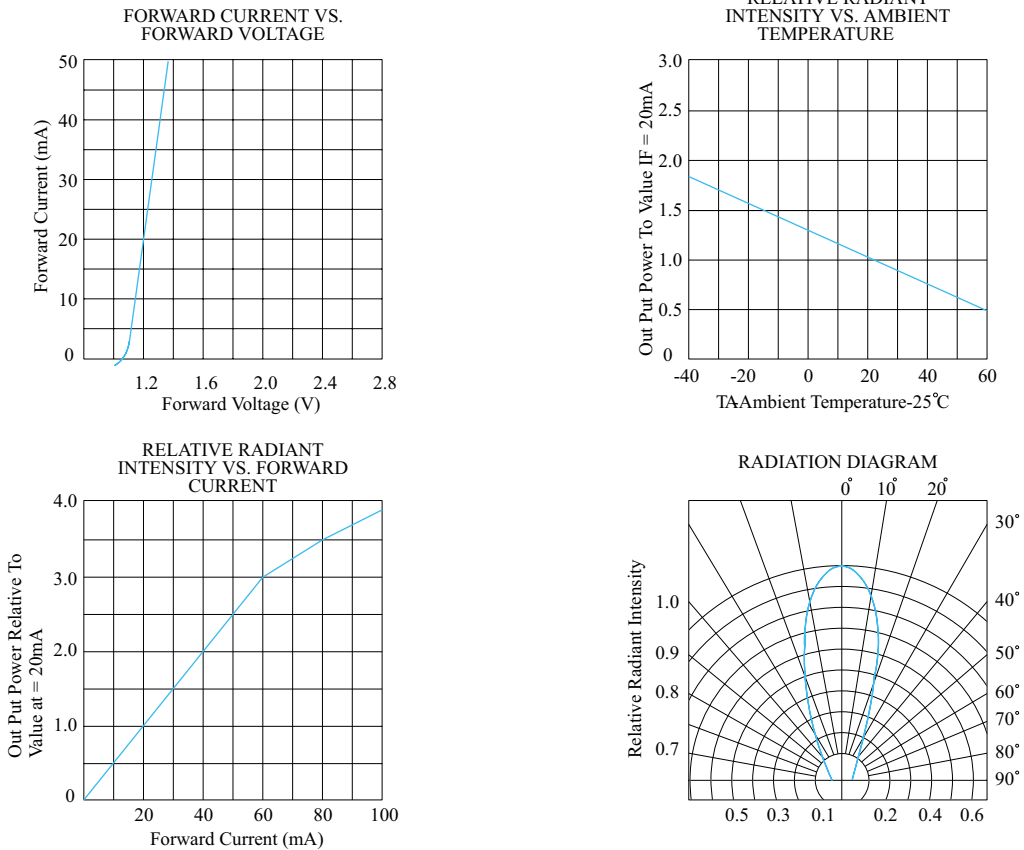 FORWARD CURRENT VS.
FORWARD VOLTAGE
50
40
30
20
10
0
Forward Current (mA)
1.2 1.6 2.0 2.4 2.8
Forward Voltage (V)
RELATIVE RADIANT
INTENSITY VS. AMBIENT
TEMPERATURE
3.0
2.5
2.0
1.5
1.0
0.5
0
Out Put Power To Value IF = 20mA
-40 -20 0 20 40 60
TA-Ambient Temperature-25°C
RELATIVE RADIANT
INTENSITY VS. FORWARD
CURRENT
4.0
3.0
2.0
1.0
0
Out Put Power Relative To
Value at = 20mA
20 40 60 80 100
Forward Current (mA)
RADIATION DIAGRAM
0° 10° 20°
30°
40°
50°
60°
70°
80°
90°
1.0
0.9
0.8
0.7
Relative Radiant Intensity
0.5 0.3 0.1 0.2 0.4 0.6